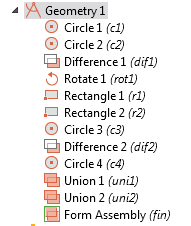 Geometry 1
Circle 1 (c1)
Circle 2 (c2)
Difference 1 (dif1)
Rotate 1 (rot1)
Rectangle 1 (r1)
Rectangle 2 (r2)
Circle 3 (c3)
Difference 2 (dif2)
Circle 4 (c4)
Union 1 (uni1)
Union 2 (uni2)
Form Assembly (fin)